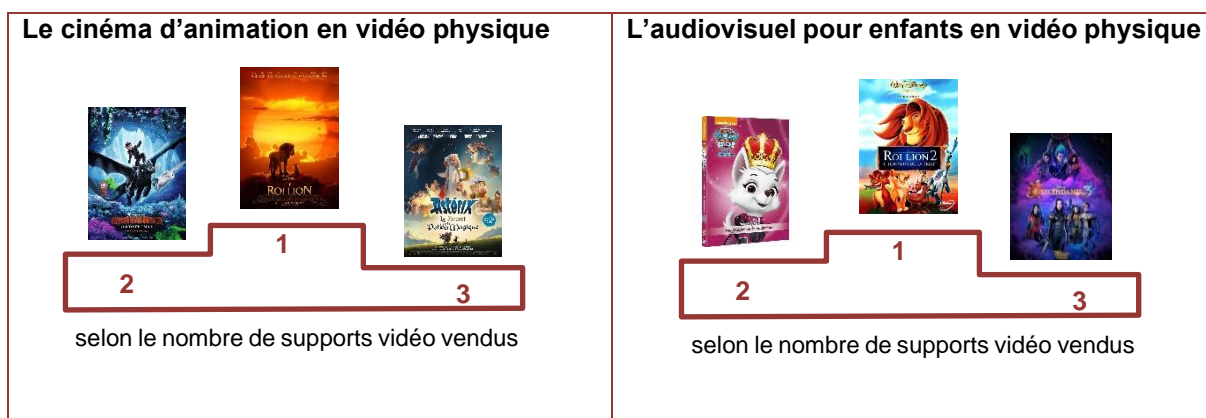 Le cinéma d’animation en vidéo physique
ROI LION
Astérix
Le Secret
de la
Potion Magique
2
1
3
selon le nombre de supports vidéo vendus
L’audiovisuel pour enfants en vidéo physique
ROI LION 2
DESCENDANTS 3
2
1
3
selon le nombre de supports vidéo vendus